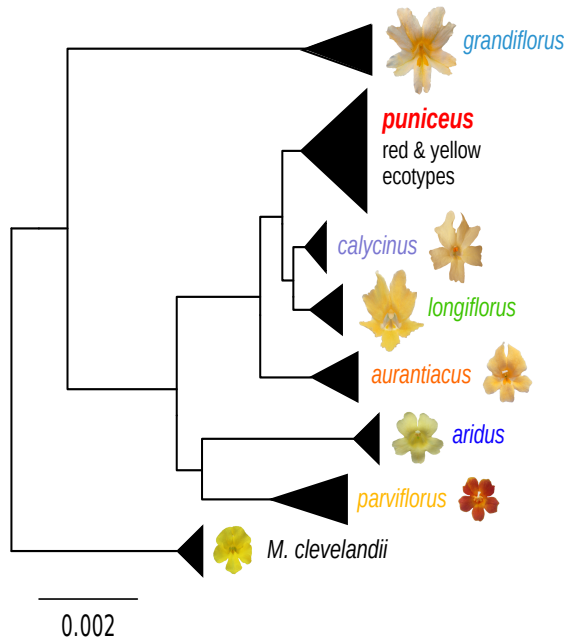 grandiflorus
puniceus
red & yellow
ecotypes
calycinus
longiflorus
aurantiacus
aridus
parviflorus
M. clevelandii
0.002